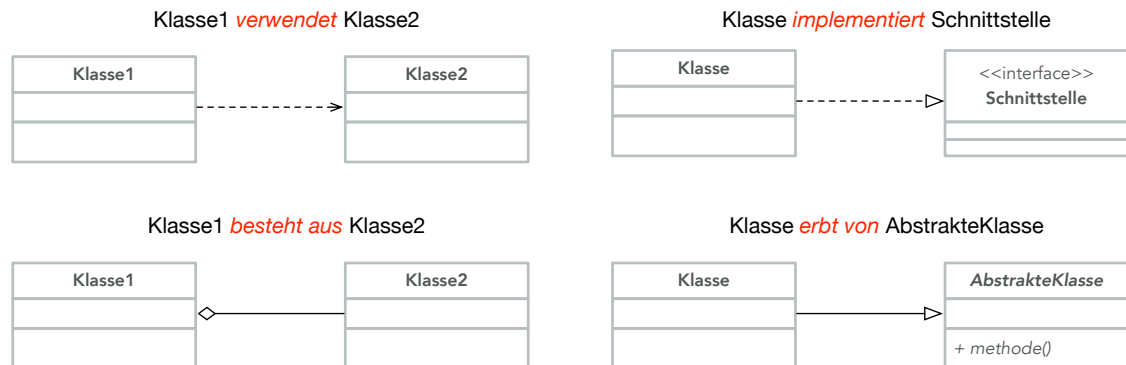 Klasse1 verwendet Klasse2
Klasse1
Klasse2
Klasse implementiert Schnittstelle
Klasse
<<interface>>
Schnittstelle
Klasse1 besteht aus Klasse2
Klasse1
Klasse2
Klasse erbt von AbstrakteKlasse
Klasse
AbstrakteKlasse
+ methode()